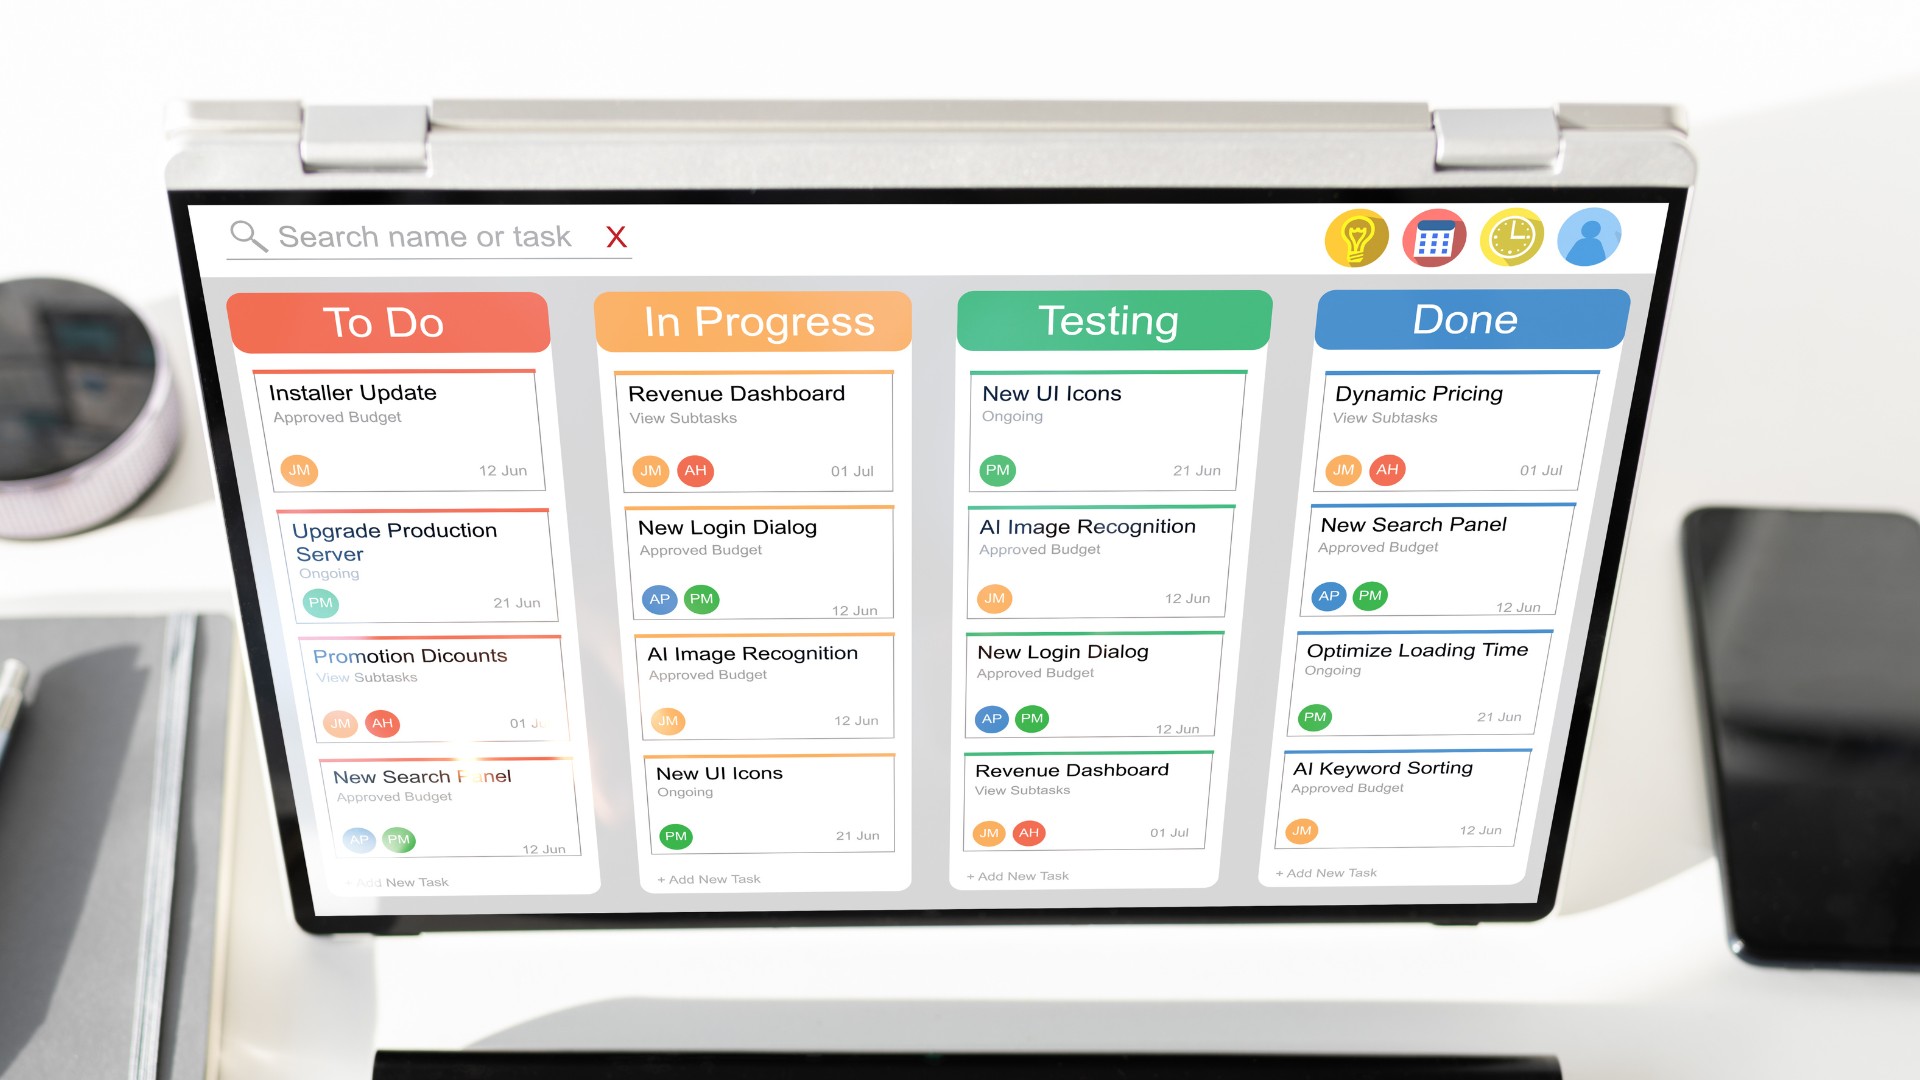 Search name or task X
To Do
Installer Update
Approved Budget
JM 12 Jun
Upgrade Production
Server
Ongoing
PM 21 Jun
Promotion Dicounts
View Subtasks
JM AH 01
New Search Panel
Approved Budget
AP PM 12 Jun
+ Add New Task
In Progress
Revenue Dashboard
View Subtasks
JM AH 01 Jul
New Login Dialog
Approved Budget
AP PM 12 Jun
AI Image Recognition
Approved Budget
JM 12 Jun
New UI Icons
Ongoing
PM 21 Jun
+ Add New Task
Testing
New UI Icons
Ongoing
PM 21 Jun
AI Image Recognition
Approved Budget
JM 12 Jun
New Login Dialog
Approved Budget
AP PM 12 Jun
Revenue Dashboard
View Subtasks
JM AH 01 Jul
+ Add New Task
Done
Dynamic Pricing
View Subtasks
JM AH 01 Jul
New Search Panel
Approved Budget
AP PM 12 Jun
Optimize Loading Time
Ongoing
PM 21 Jun
AI Keyword Sorting
Approved Budget
JM 12 Jun
+ Add New Task